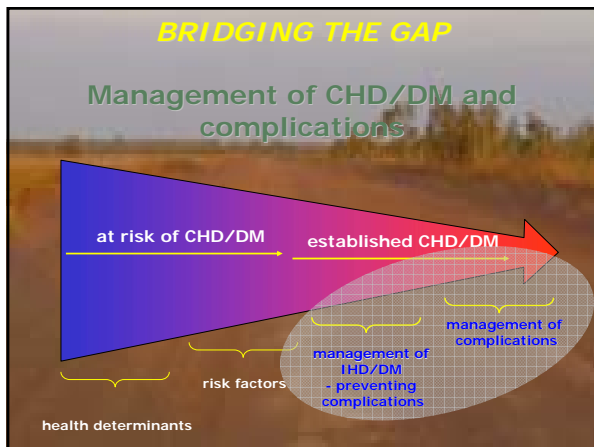 BRIDGING THE GAP
Management of CHD/DM and
complications
at risk of CHD/DM
established CHD/DM
health determinants
risk factors
management of
IHD/DM
- preventing
complications
management of
complications